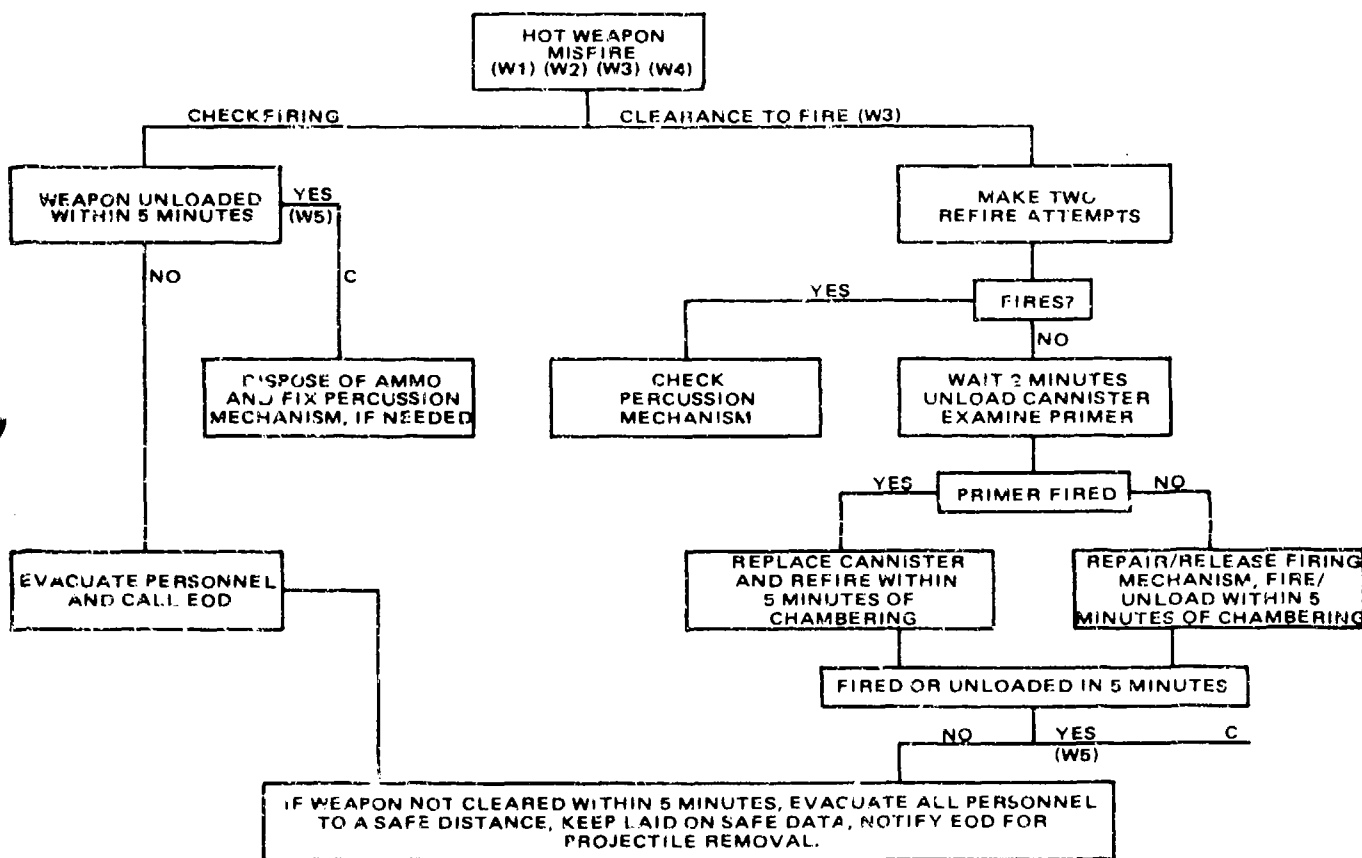 HOT WEAPON
MISFIRE
(W1) (W2) (W3) (W4)
CHECKFIRING
CLEARANCE TO FIRE (W3)
WEAPON UNLOADED
WITHIN 5 MINUTES
YES
(W5)
NO
C
MAKE TWO
REFIRE ATTEMPTS
FIRES?
YES
NO
DISPOSE OF AMMO
AND FIX PERCUSSION
MECHANISM, IF NEEDED
CHECK
PERCUSSION
MECHANISM
WAIT 2 MINUTES
UNLOAD CANNISTER
EXAMINE PRIMER
PRIMER FIRED
YES
NO
EVACUATE PERSONNEL
AND CALL EOD
REPLACE CANNISTER
AND REFIRE WITHIN
5 MINUTES OF
CHAMBERING
REPAIR/RELEASE FIRING
MECHANISM, FIRE/
UNLOAD WITHIN 5
MINUTES OF CHAMBERING
FIRED OR UNLOADED IN 5 MINUTES
NO
YES
(W5)
C
IF WEAPON NOT CLEARED WITHIN 5 MINUTES, EVACUATE ALL PERSONNEL
TO A SAFE DISTANCE, KEEP LAID ON SAFE DATA, NOTIFY EOD FOR
PROJECTILE REMOVAL.